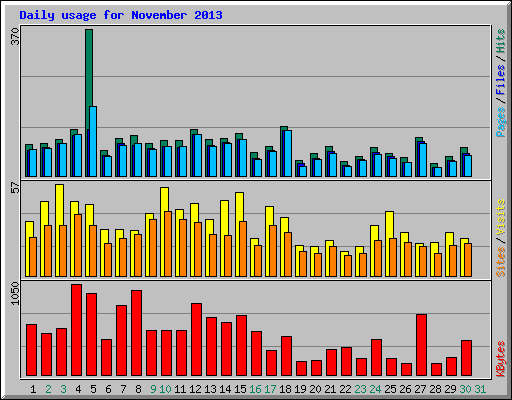 Daily usage for November 2013
370
Pages / Files / Hits
57
Sites / Visits
1050
KBytes
1 2 3 4 5 6 7 8 9 10 11 12 13 14 15 16 17 18 19 20 21 22 23 24 25 26 27 28 29 30 31